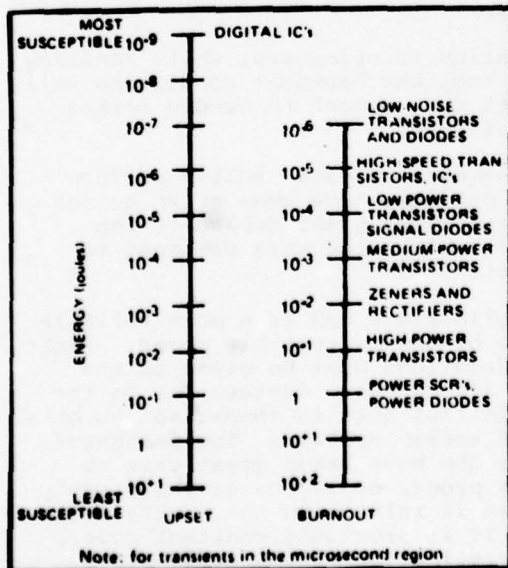 MOST
SUSCEPTIBLE 10-9 DIGITAL IC's
10-8
10-7 10-6 LOW NOISE
TRANSISTORS
AND DIODES
10-6 10-5 HIGH SPEED TRAN
SISTORS, IC's
10-5 10-4 LOW POWER
TRANSISTORS
SIGNAL DIODES
10-4 10-3 MEDIUM-POWER
TRANSISTORS
10-3 10-2 ZENERS AND
RECTIFIERS
10-2 10-1 HIGH POWER
TRANSISTORS
10-1 1 POWER SCR's,
POWER DIODES
1 10+1
10+1 10+2
LEAST
SUSCEPTIBLE UPSET BURNOUT
ENERGY (joules)
Note: for transients in the microsecond region